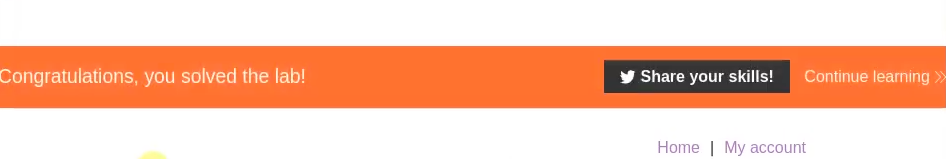 Congratulations, you solved the lab!
Share your skills!
Continue learning
Home | My account